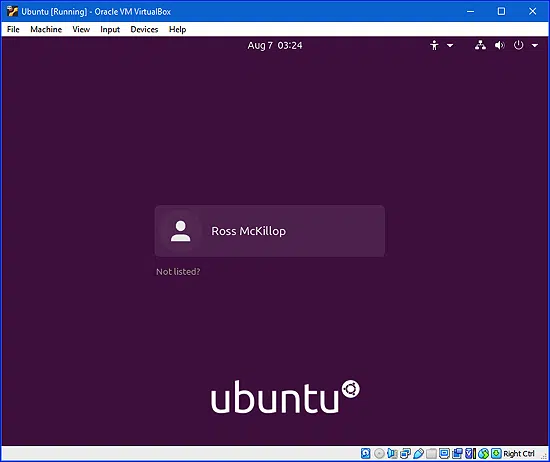 Ubuntu [Running] - Oracle VM VirtualBox
File Machine View Input Devices Help
Aug 7 03:24
Ross McKillop
Not listed?
ubuntu
Right Ctrl